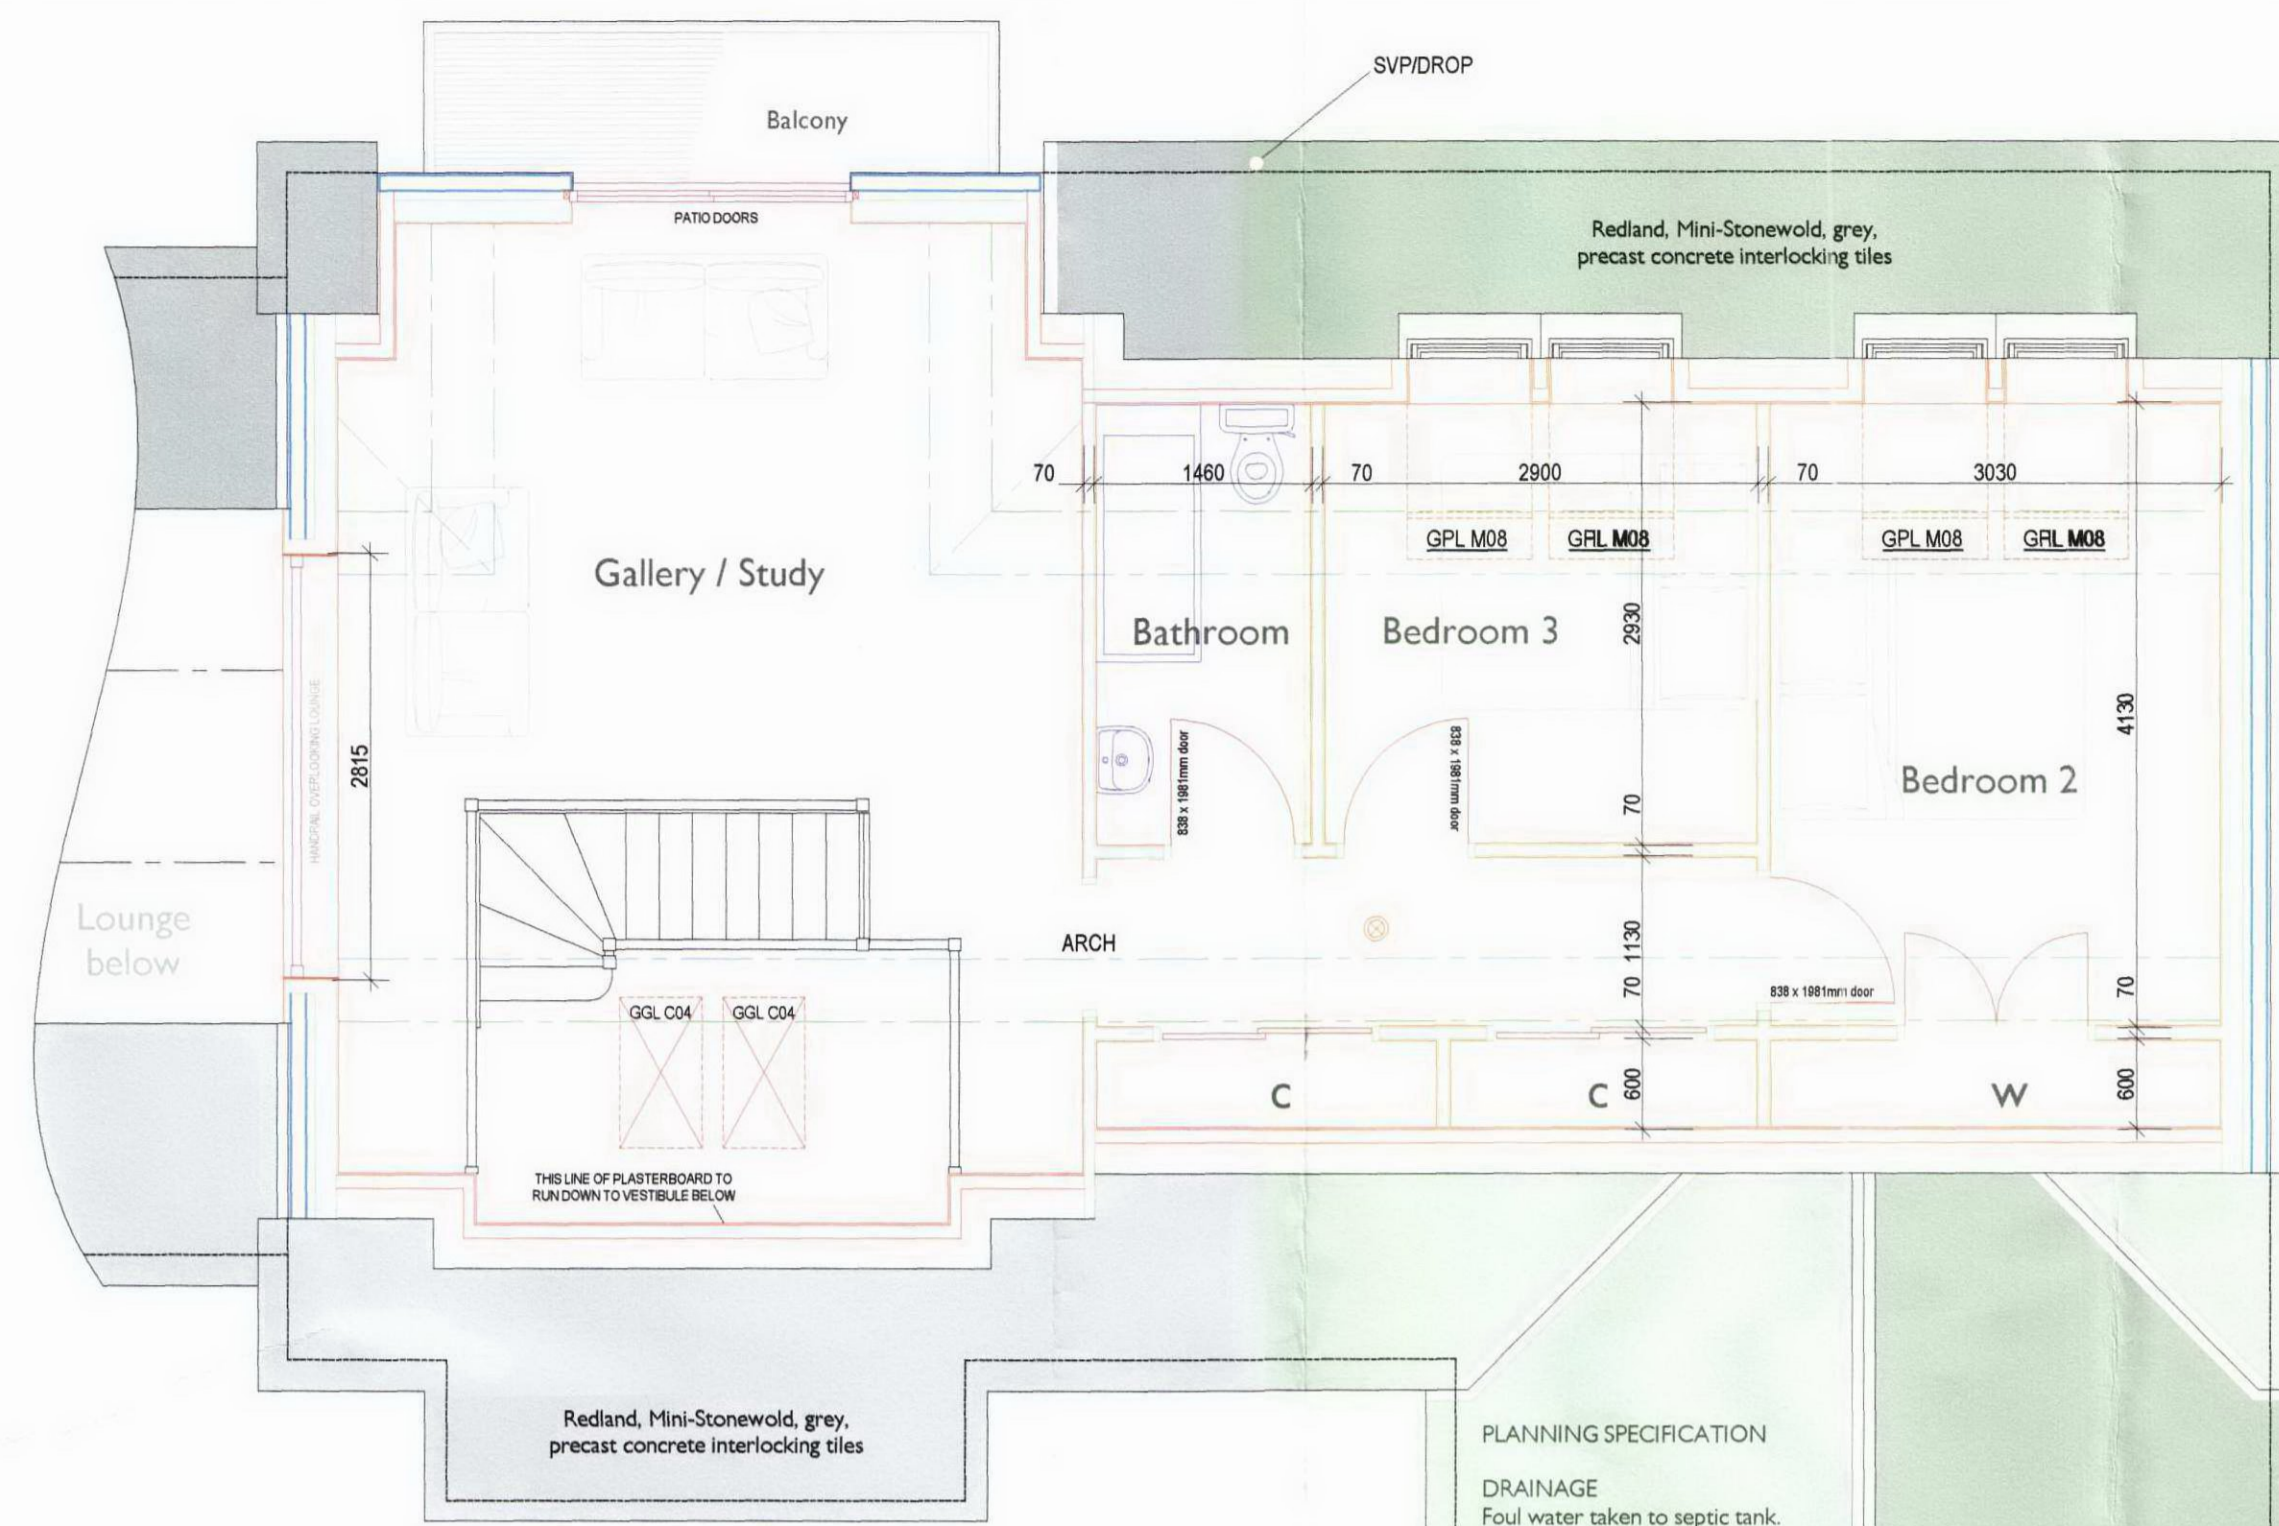 SVP/DROP
Balcony
PATIO DOORS
Redland, Mini-Stonewold, grey,
precast concrete interlocking tiles
70
1460
70
2900
70
3030
GPL M08
GPL M08
Gallery / Study
Bathroom
Bedroom 3
2930
4130
HANDRAIL OVERLOOKING LOUNGE
2815
838 x 1981mm door
838 x 1981mm door
70
Bedroom 2
Lounge
below
ARCH
1130
70
838 x 1981mm door
70
GGL C04
GGL C04
C
C
600
W
600
THIS LINE OF PLASTERBOARD TO
RUN DOWN TO VESTIBULE BELOW
Redland, Mini-Stonewold, grey,
precast concrete interlocking tiles
PLANNING SPECIFICATION
DRAINAGE
Foul water taken to septic tank.